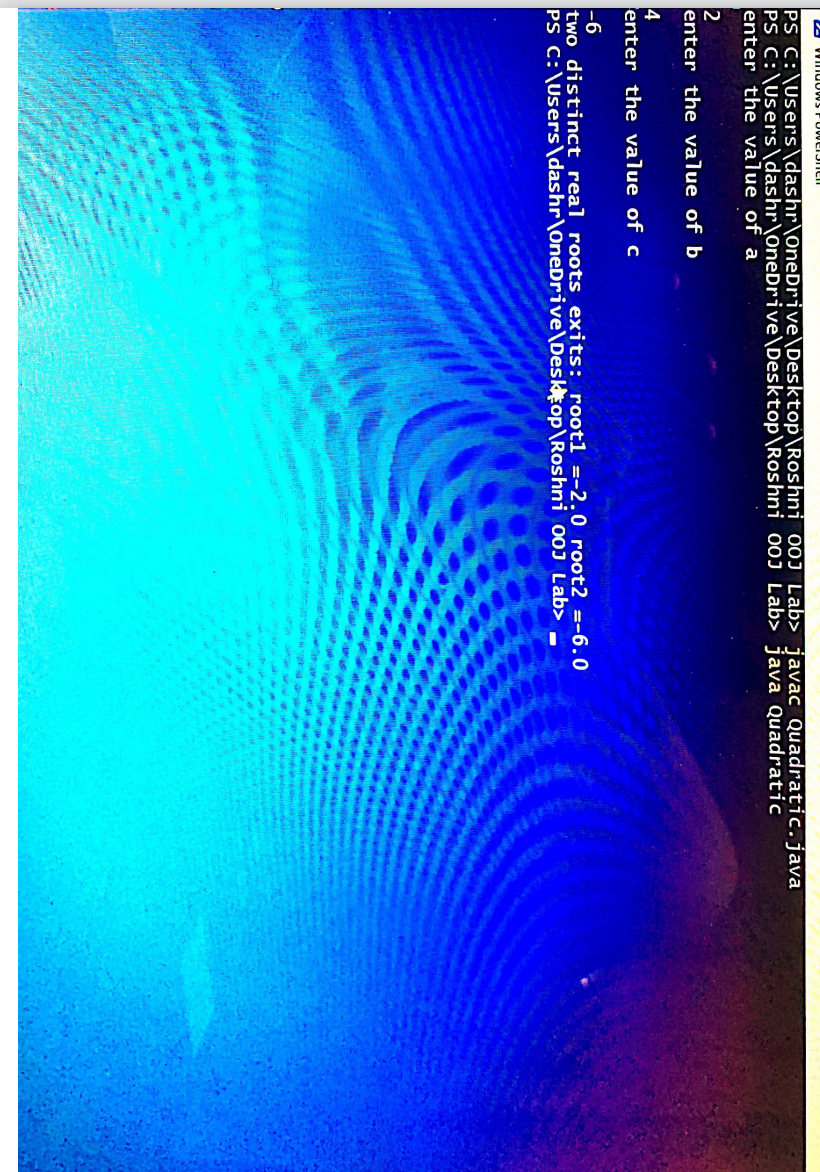 Windows PowerShell
PS C:\Users\dashr\OneDrive\Desktop\Roshni OOJ Lab> javac Quadratic.java
PS C:\Users\dashr\OneDrive\Desktop\Roshni OOJ Lab> java Quadratic
enter the value of a
2
enter the value of b
4
enter the value of c
-6
two distinct real roots exits: root1 =-2.0 root2 =-6.0
PS C:\Users\dashr\OneDrive\Desktop\Roshni OOJ Lab>